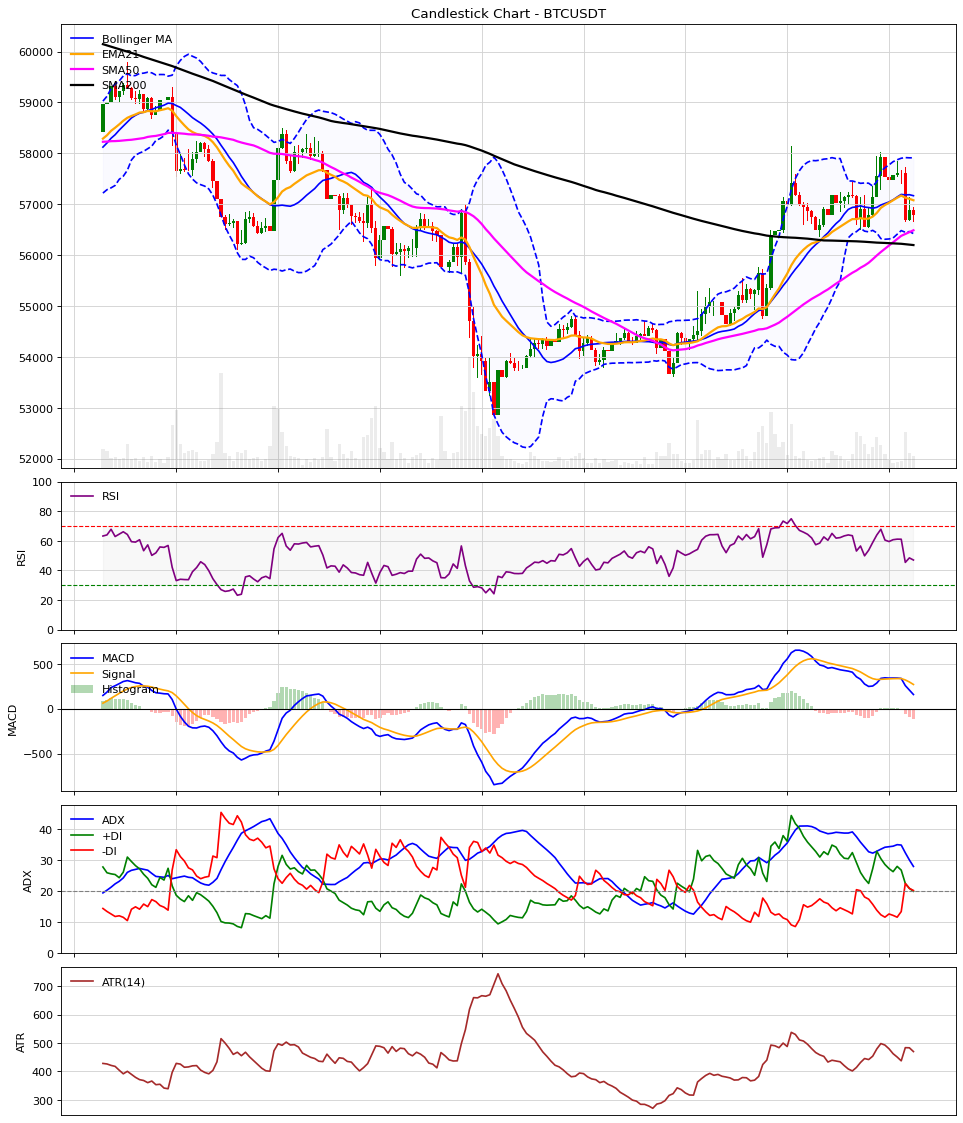 Candlestick Chart - BTCUSDT
Bollinger MA
EMA21
SMA50
SMA200
60000
59000
58000
57000
56000
55000
54000
53000
52000
RSI
RSI
100
80
60
40
20
0
MACD
Signal
Histogram
MACD
500
0
−500
ADX
+DI
-DI
ADX
40
30
20
10
0
ATR(14)
ATR
700
600
500
400
300